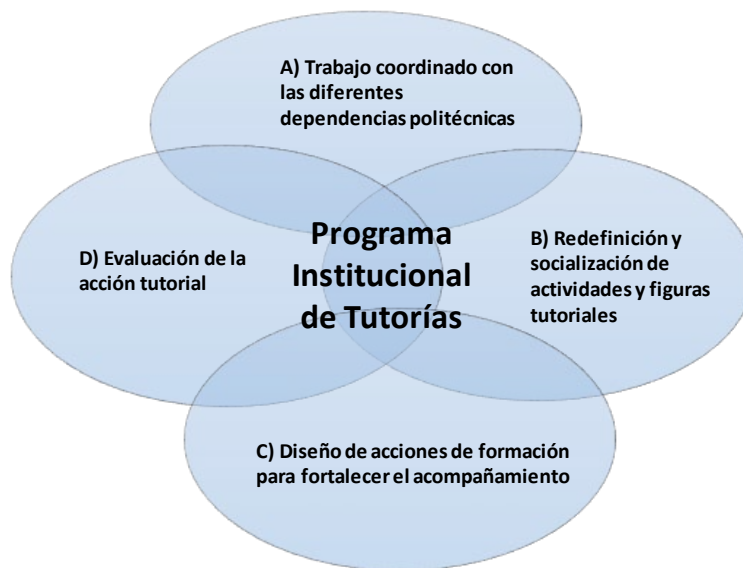 A) Trabajo coordinado con
las diferentes
dependencias politécnicas
Programa
Institucional
de Tutorías
B) Redefinición y
socialización de
actividades y figuras
tutoriales
C) Diseño de acciones de formación
para fortalecer el acompañamiento
D) Evaluación de la
acción tutorial